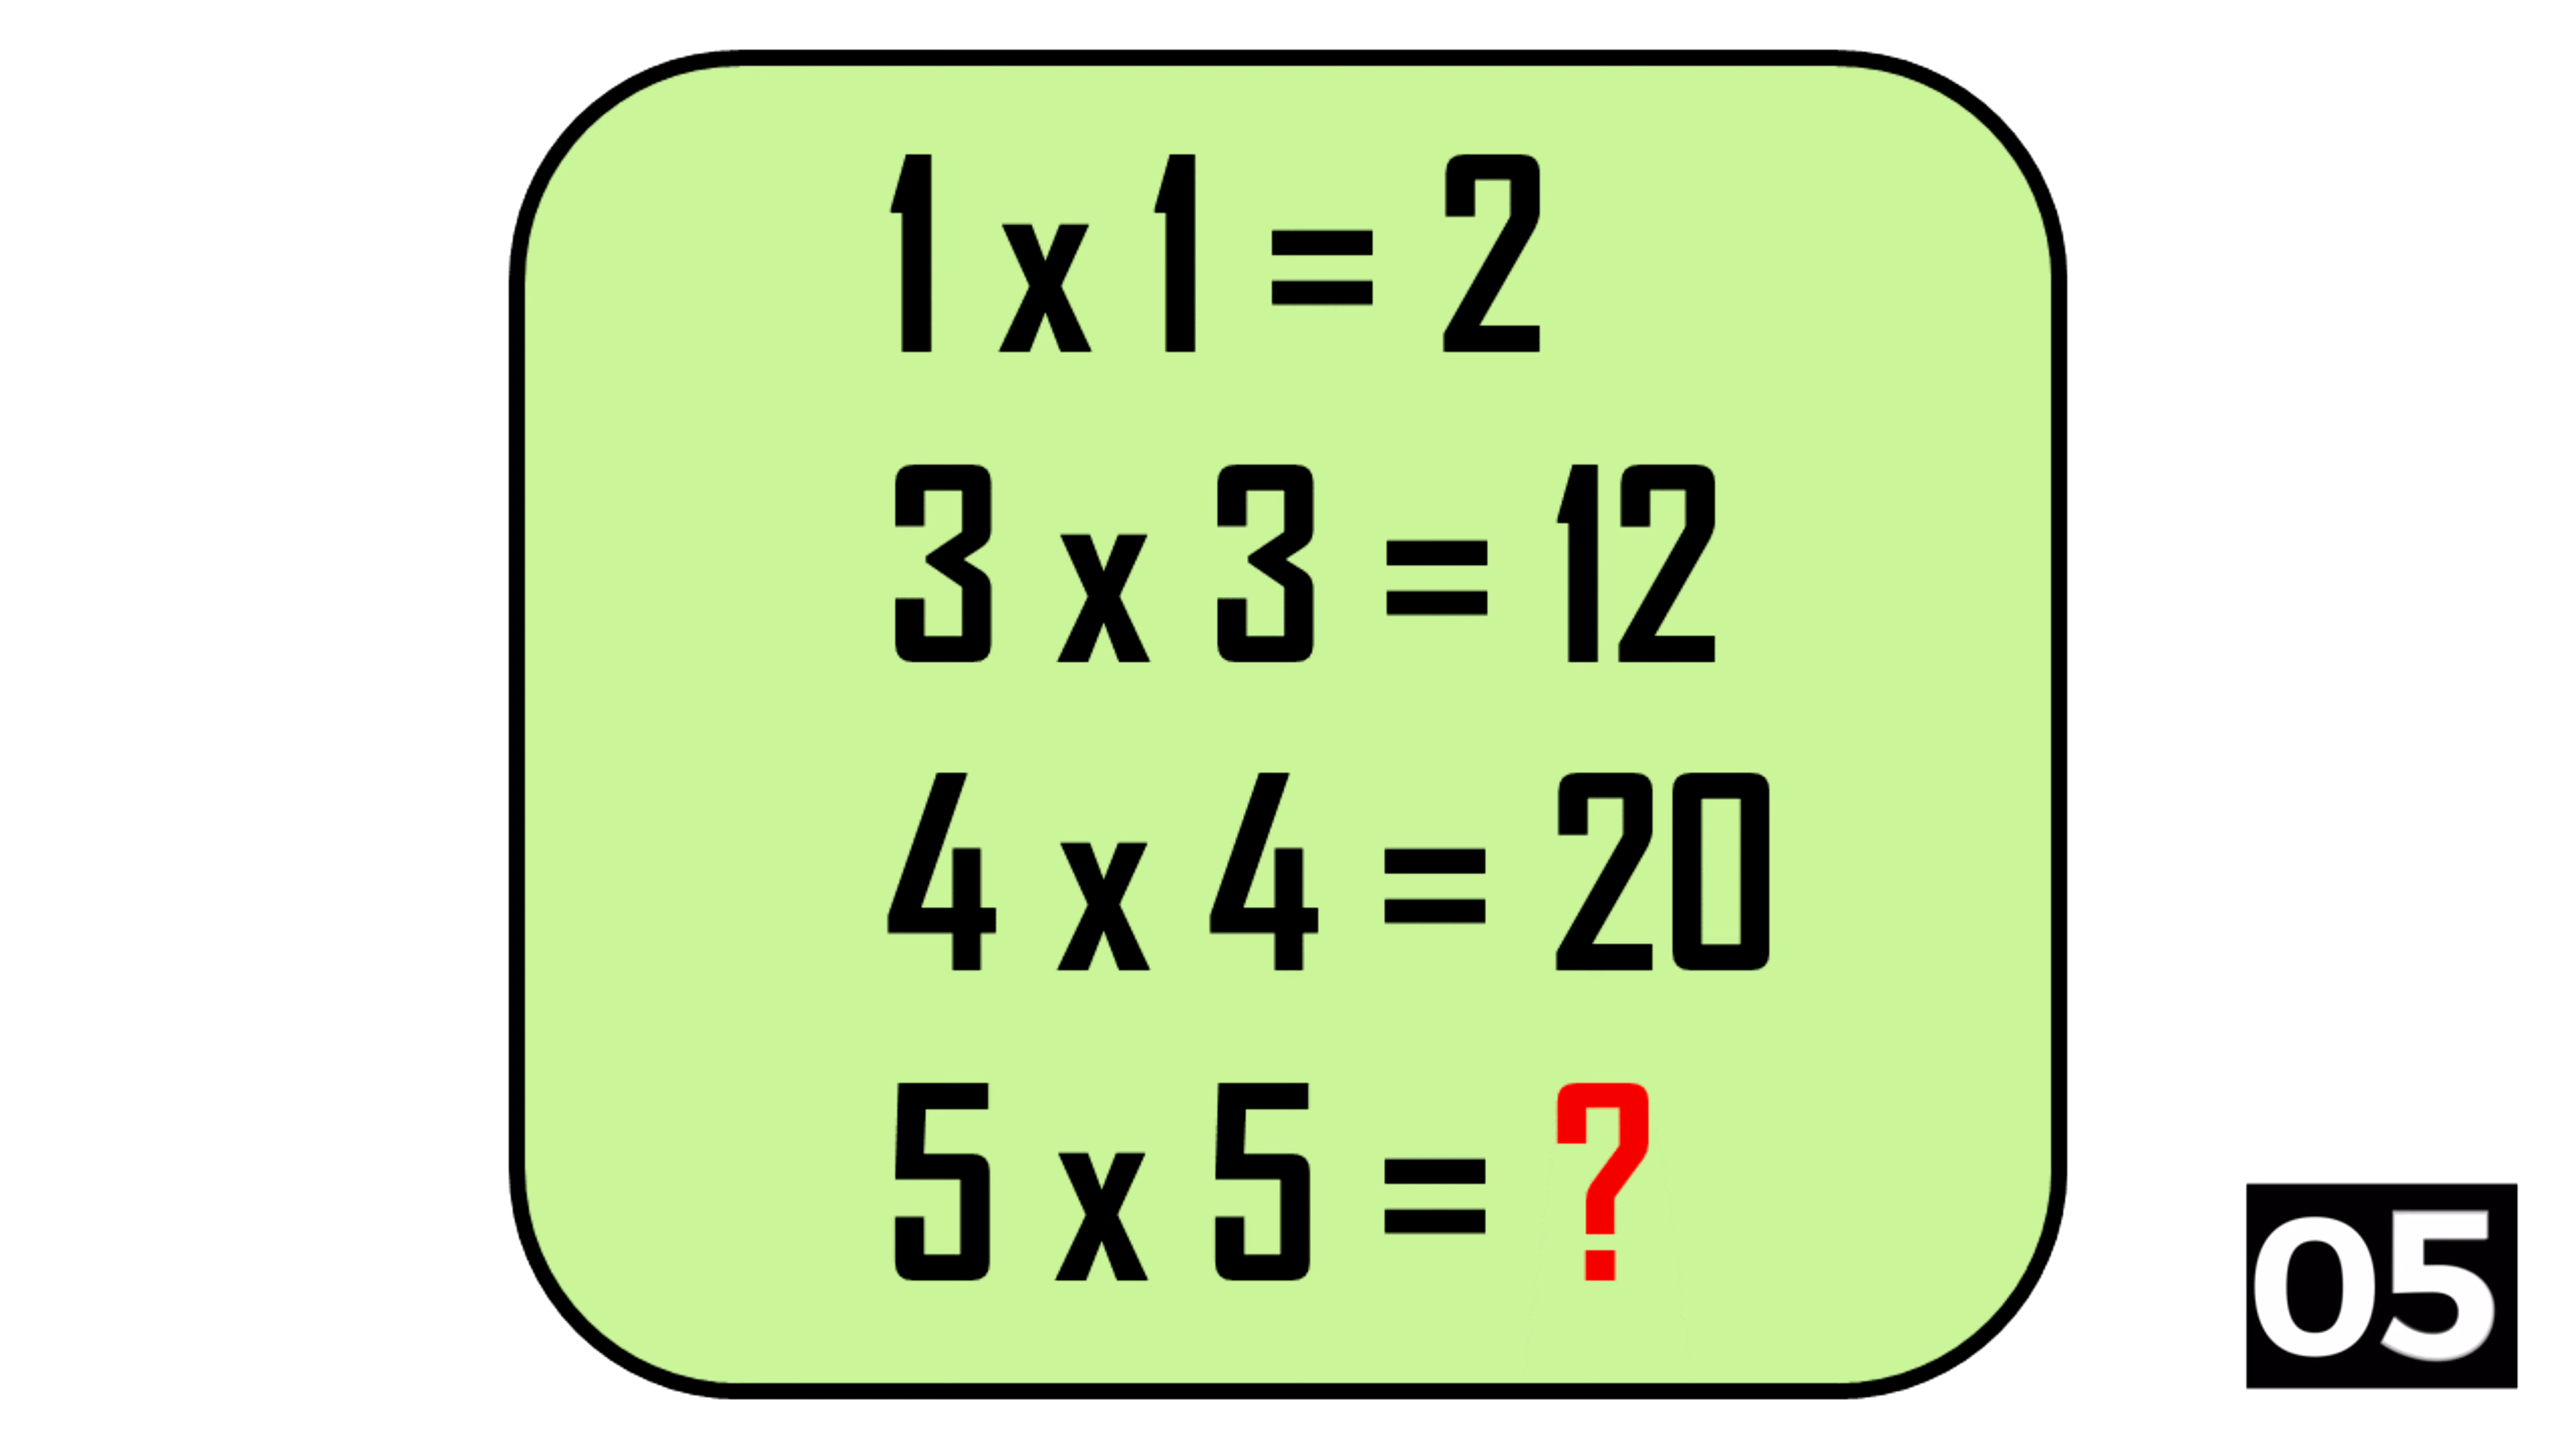 1 x 1 = 2
3 x 3 = 12
4 x 4 = 20
5 x 5 = ?
05